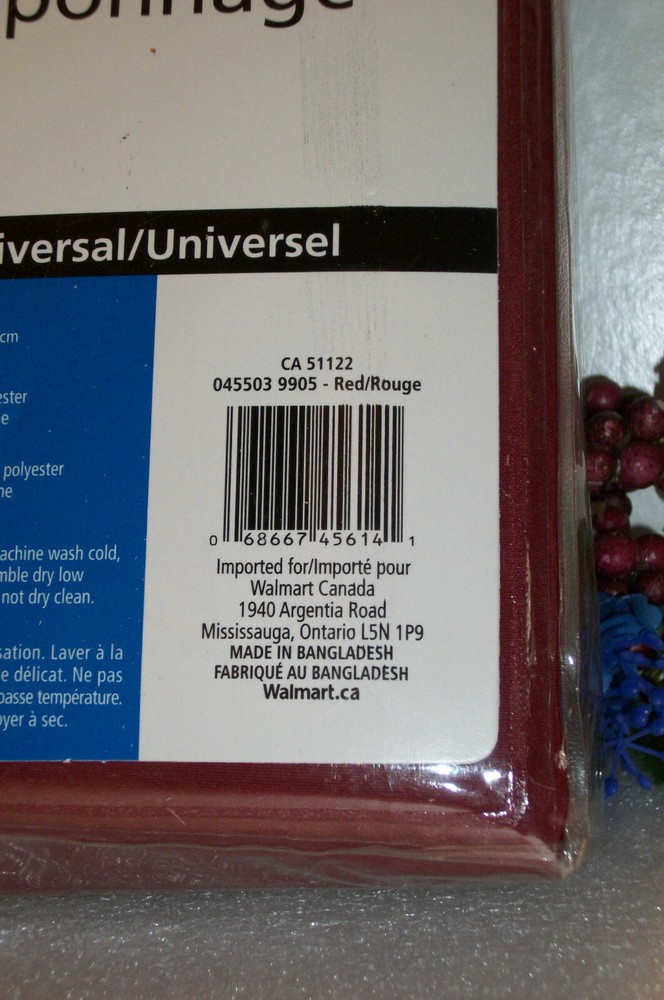 ponnage
iversal/Universel
cm
ester
e
polyester
ne
achine wash cold,
mble dry low
not dry clean.
sation. Laver à la
e délicat. Ne pas
basse température.
oyer à sec.
CA 51122
045503 9905 - Red/Rouge
0 68667 45614 1
Imported for/Importé pour
Walmart Canada
1940 Argentia Road
Mississauga, Ontario L5N 1P9
MADE IN BANGLADESH
FABRIQUÉ AU BANGLADESH
Walmart.ca